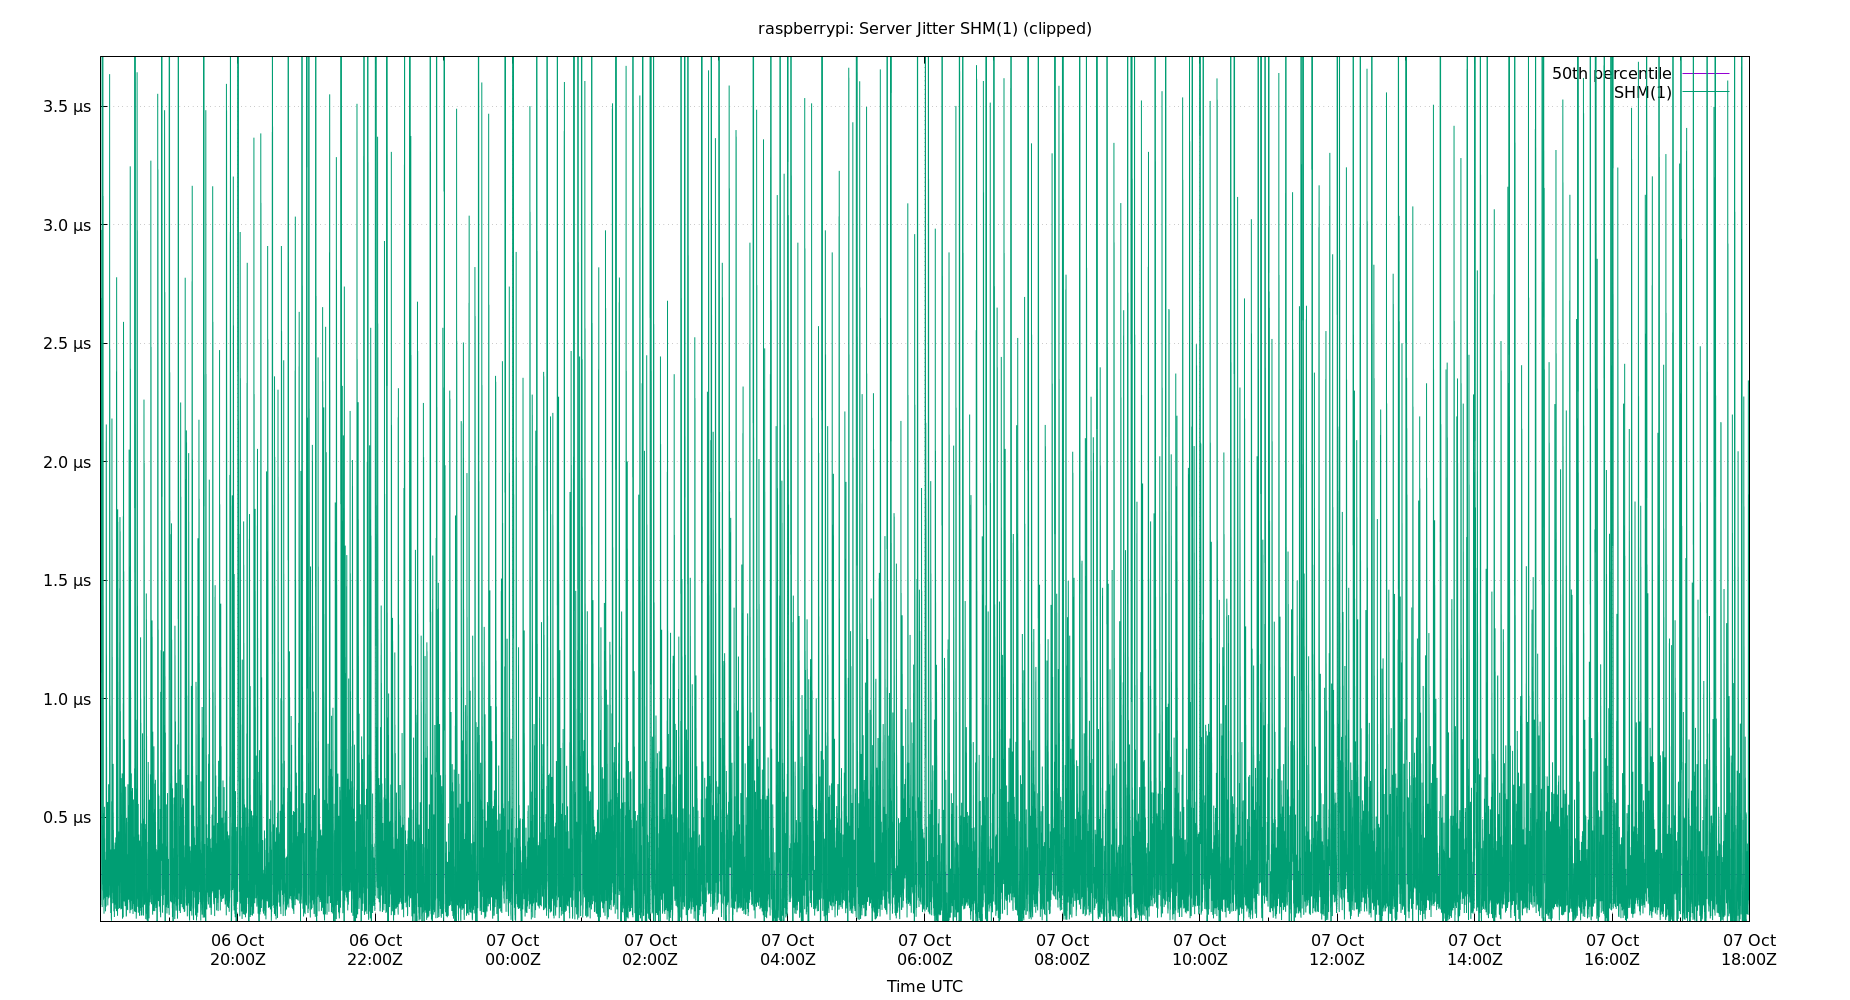 raspberrypi: Server Jitter SHM(1) (clipped)
50th percentile
SHM(1)
3.5 µs
3.0 µs
2.5 µs
2.0 µs
1.5 µs
1.0 µs
0.5 µs
06 Oct 06 Oct 07 Oct 07 Oct 07 Oct 07 Oct 07 Oct 07 Oct 07 Oct 07 Oct 07 Oct 07 Oct
20:00Z 22:00Z 00:00Z 02:00Z 04:00Z 06:00Z 08:00Z 10:00Z 12:00Z 14:00Z 16:00Z 18:00Z
Time UTC